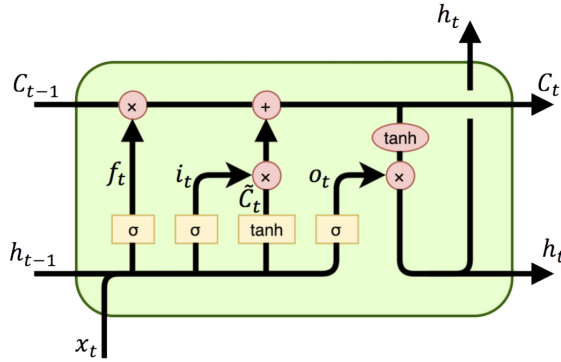 h_t
C_{t-1} × + C_t
tanh
f_t i_t × o_t ×
C̃_t
σ σ tanh σ
h_{t-1} h_t
x_t